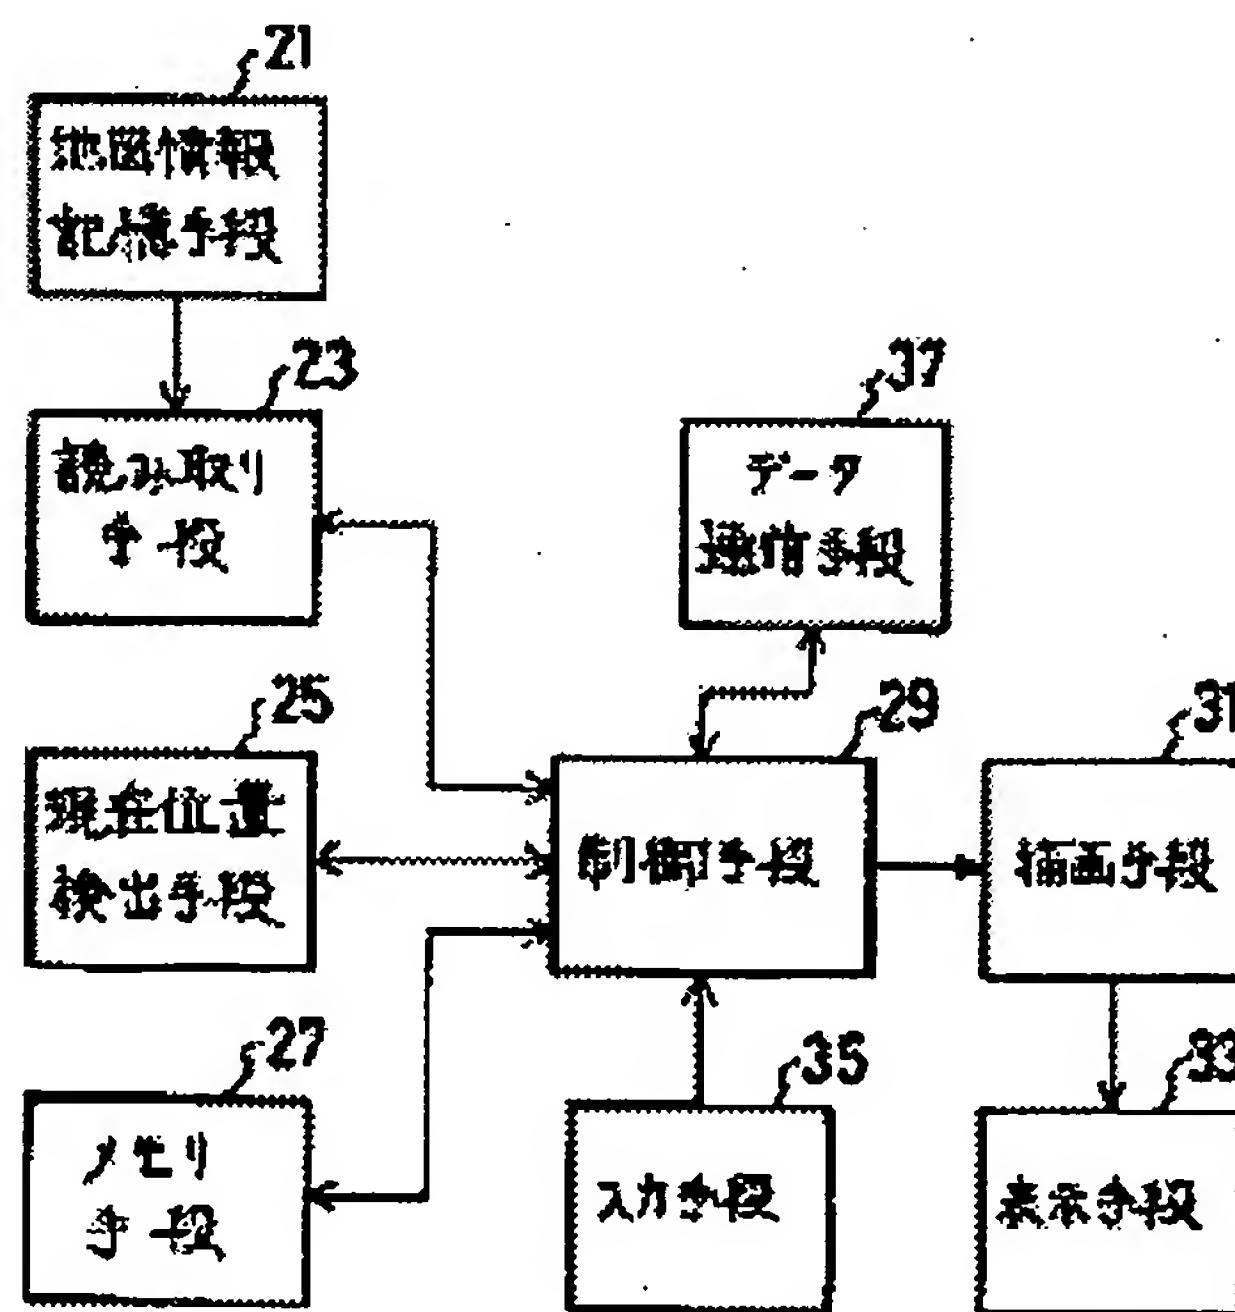 21
地図情報
記憶手段
23
読み取り
手段
37
データ
通信手段
25
現在位置
検出手段
29
制御手段
31
描画手段
27
メモリ
手段
35
入力手段
33
表示手段